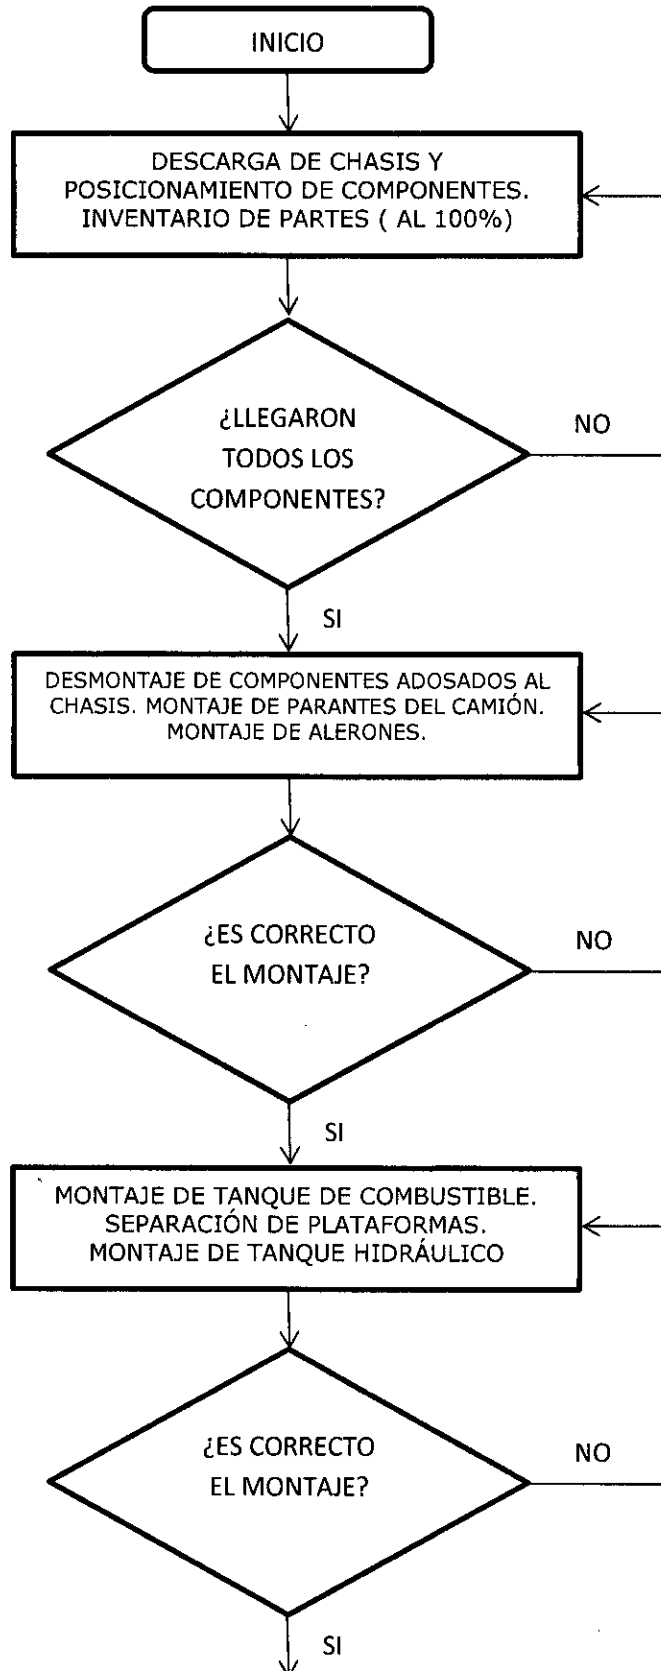 INICIO
DESCARGA DE CHASIS Y
POSICIONAMIENTO DE COMPONENTES.
INVENTARIO DE PARTES ( AL 100%)
¿LLEGARON
TODOS LOS
COMPONENTES?
NO
SI
DESMONTAJE DE COMPONENTES ADOSADOS AL
CHASIS. MONTAJE DE PARANTES DEL CAMIÓN.
MONTAJE DE ALERONES.
¿ES CORRECTO
EL MONTAJE?
NO
SI
MONTAJE DE TANQUE DE COMBUSTIBLE.
SEPARACIÓN DE PLATAFORMAS.
MONTAJE DE TANQUE HIDRÁULICO
¿ES CORRECTO
EL MONTAJE?
NO
SI